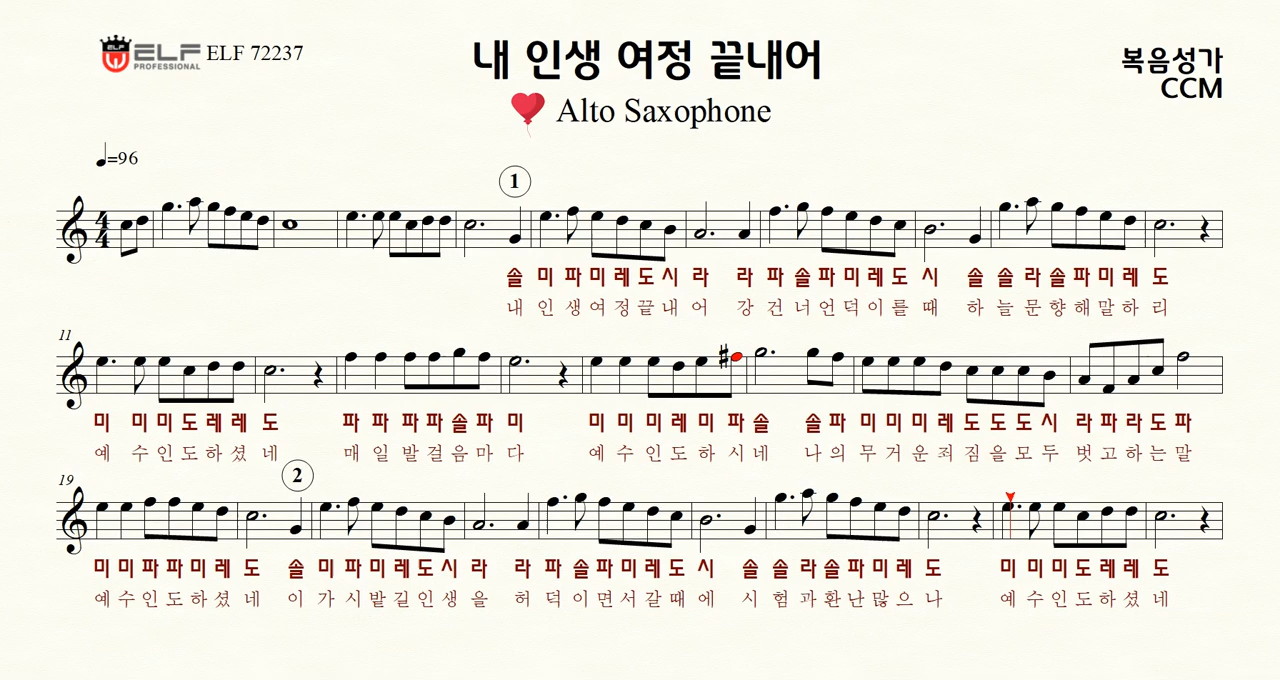 ELF PROFESSIONAL ELF 72237
내 인생 여정 끝내어
복음성가
CCM
Alto Saxophone
=96
1
솔 미 파 미 레 도 시 라 라 파 솔 파 미 레 도 시 솔 솔 라 솔 파 미 레 도
내 인 생 여 정 끝 내 어 강 건 너 언 덕 이 를 때 하 늘 문 향 해 말 하 리
11
미 미 미 도 레 레 도 파 파 파 파 솔 파 미 미 미 미 레 미 파 솔 솔 파 미 미 미 레 도 도 도 시 라 파 라 도 파
예 수 인 도 하 셨 네 매 일 발 걸 음 마 다 예 수 인 도 하 시 네 나 의 무 거 운 죄 짐 을 모 두 벗 고 하 는 말
19
2
미 미 파 파 미 레 도 솔 미 파 미 레 도 시 라 라 파 솔 파 미 레 도 시 솔 솔 라 솔 파 미 레 도 미 미 미 도 레 레 도
예 수 인 도 하 셨 네 이 가 시 밭 길 인 생 을 허 덕 이 면 서 갈 때 에 시 험 과 환 난 많 으 나 예 수 인 도 하 셨 네